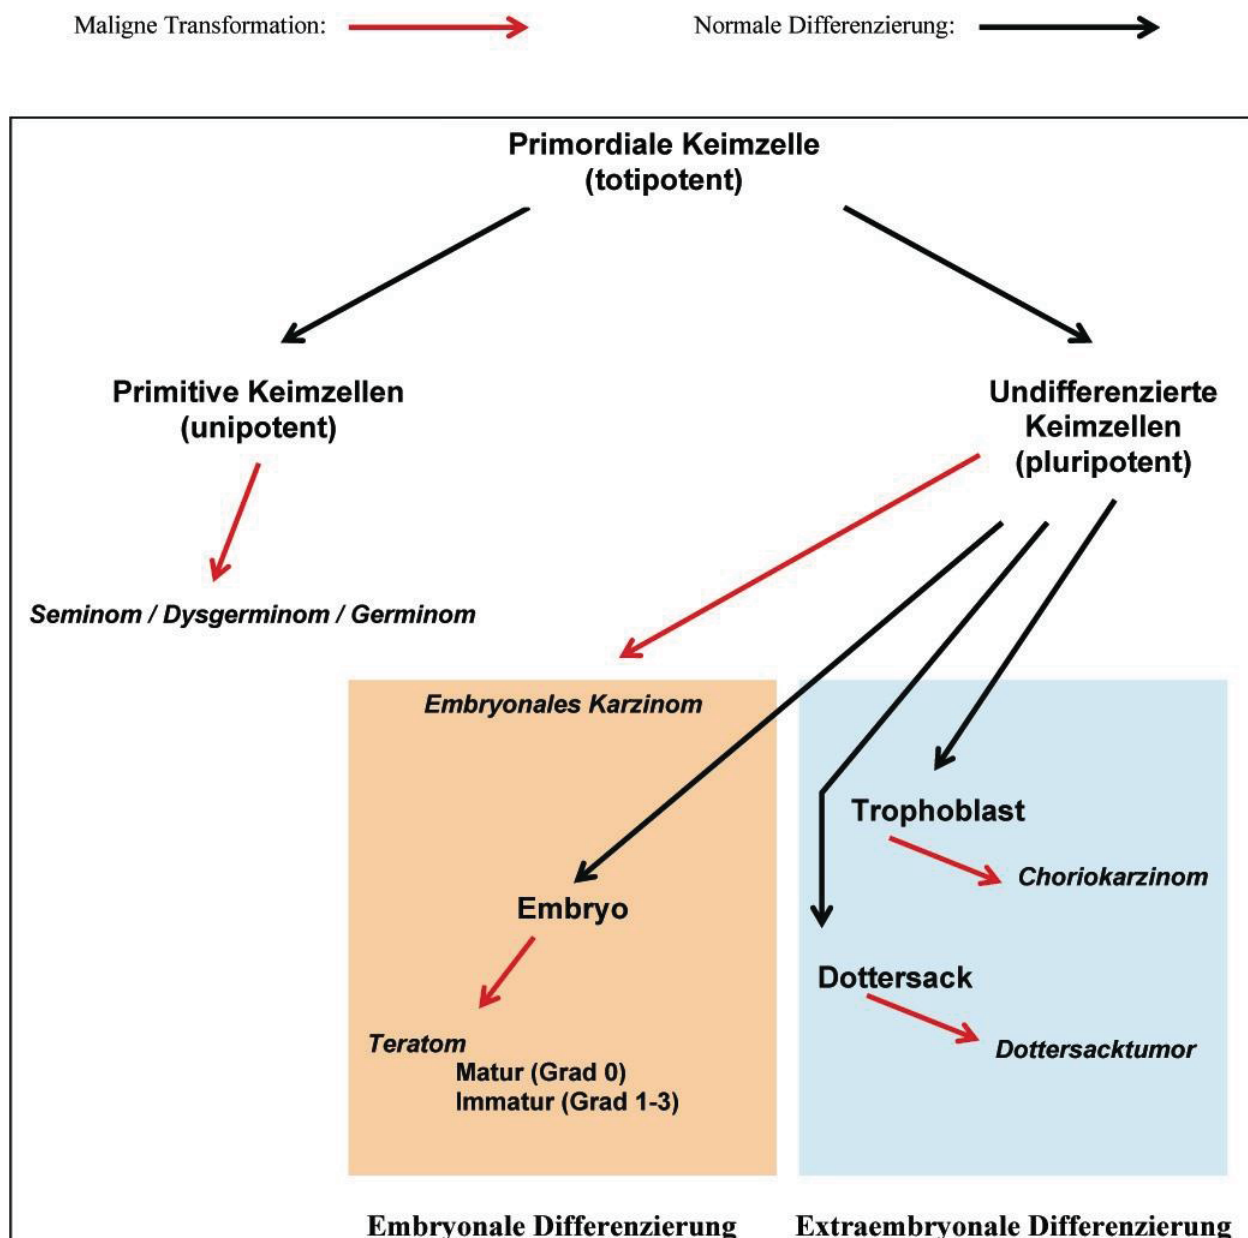 Maligne Transformation:
Normale Differenzierung:
Primordiale Keimzelle
(totipotent)
Primitive Keimzellen
(unipotent)
Undifferenzierte
Keimzellen
(pluripotent)
Seminom / Dysgerminom / Germinom
Embryonales Karzinom
Trophoblast
Choriokarzinom
Embryo
Dottersack
Teratom
Dottersacktumor
Matur (Grad 0)
Immatur (Grad 1-3)
Embryonale Differenzierung
Extraembryonale Differenzierung